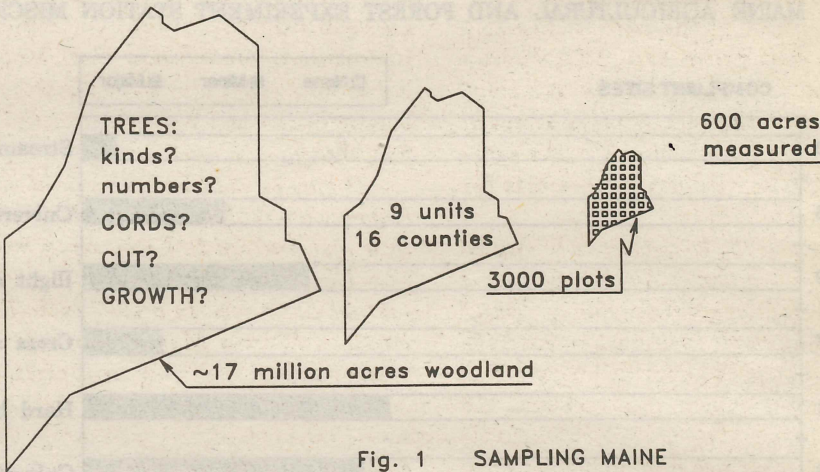 TREES:
kinds?
numbers?
CORDS?
CUT?
GROWTH?
~17 million acres woodland
9 units
16 counties
3000 plots
600 acres
measured
Fig. 1 SAMPLING MAINE